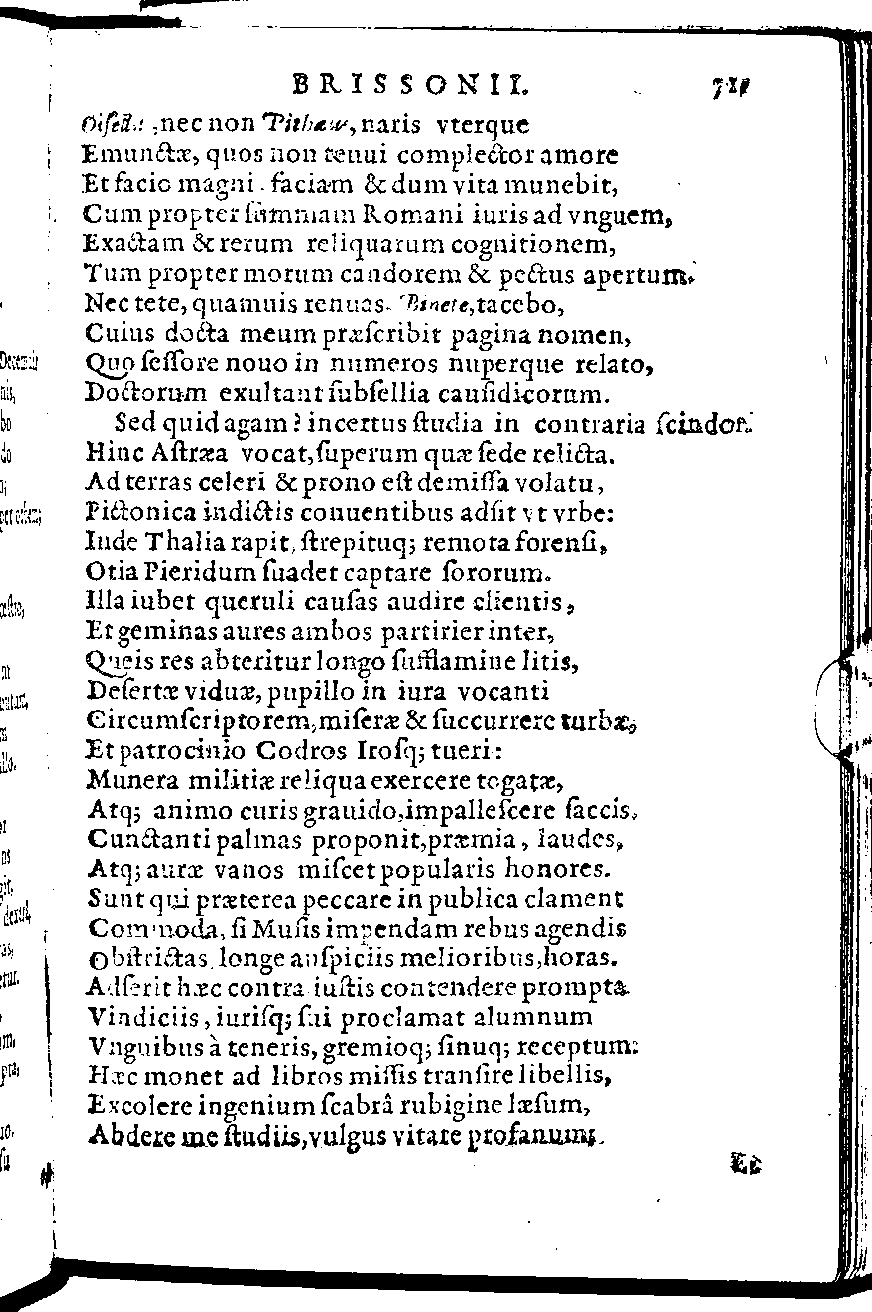 BRISSONII.
Oiselli, nec non Pithæus, naris vterque
Emunctæ, quos non tenui complector amore
Et facio magni. faciam & dum vita munebit,
Cum propter sũmmam Romani iuris ad vnguem,
Exactam & rerum reliquarum cognitionem,
Tum propter morum candorem & pectus apertum.
Nec te te, quamuis renuas. Binete, tacebo,
Cuius docta meum præscribit pagina nomen,
Quo sessore nouo in numeros nuperque relato,
Doctorum exultant subsellia causidicorum.
Sed quid agam? incertus studia in contraria scindor.
Hinc Astræa vocat, superum quæ sede relicta.
Ad terras celeri & prono est demissa volatu,
Pictonica indictis conuentibus adsit vt vrbe:
Inde Thalia rapit, strepituq; remota forensi,
Otia Pieridum suadet captare sororum.
Illa iubet queruli causas audire clientis,
Et geminas aures ambos partirier inter,
Queis res abteritur longo sufflamine litis,
Desertæ viduæ, pupillo in iura vocanti
Circumscriptorem, miseræ & succurrere turbæ,
Et patrocinio Codros Irosq; tueri:
Munera militiæ reliqua exercere togatæ,
Atq; animo curis grauido, impallescere saccis,
Cunctanti palmas proponit, præmia, laudes,
Atq; auræ vanos miscet popularis honores.
Sunt qui præterea peccare in publica clament
Commoda, si Musis impendam rebus agendis
Obstrictas, longe auspiciis melioribus, horas.
Adserit hæc contra iustis contendere prompta
Vindiciis, iurisq; sui proclamat alumnum
Vnguibus à teneris, gremioq; sinuq; receptum:
Hæc monet ad libros missis transire libellis,
Excolere ingenium scabrâ rubigine læsum,
Abdere me studiis, vulgus vitare profanum.
Ec